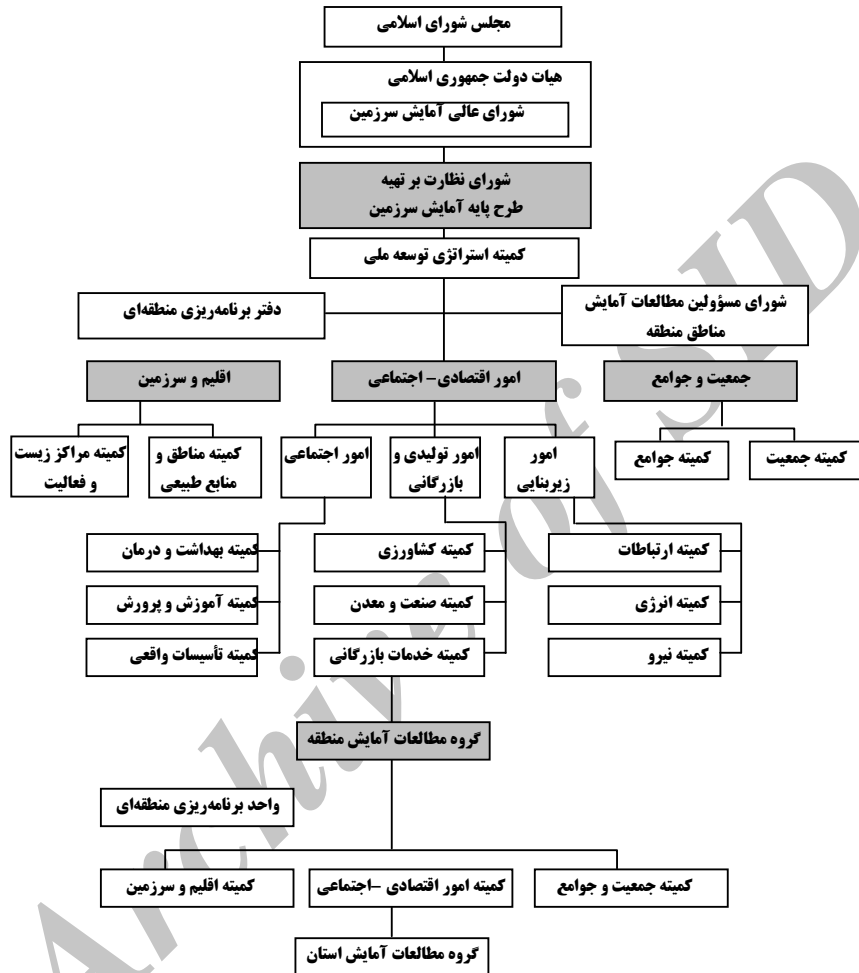 مجلس شورای اسلامی
هیات دولت جمهوری اسلامی
شورای عالی آمایش سرزمین
شورای نظارت بر تهیه
طرح پایه آمایش سرزمین
کمیته استراتژی توسعه ملی
شورای مسؤولین مطالعات آمایش
مناطق منطقه
دفتر برنامه‌ریزی منطقه‌ای
جمعیت و جوامع
امور اقتصادی- اجتماعی
اقلیم و سرزمین
کمیته جمعیت
کمیته جوامع
امور
زیربنایی
امور تولیدی و
بازرگانی
امور اجتماعی
کمیته مناطق و
منابع طبیعی
کمیته مراکز زیست
و فعالیت
کمیته ارتباطات
کمیته کشاورزی
کمیته بهداشت و درمان
کمیته انرژی
کمیته صنعت و معدن
کمیته آموزش و پرورش
کمیته نیرو
کمیته خدمات بازرگانی
کمیته تأسیسات واقعی
گروه مطالعات آمایش منطقه
واحد برنامه‌ریزی منطقه‌ای
کمیته جمعیت و جوامع
کمیته امور اقتصادی -اجتماعی
کمیته اقلیم و سرزمین
گروه مطالعات آمایش استان
Archive of SID